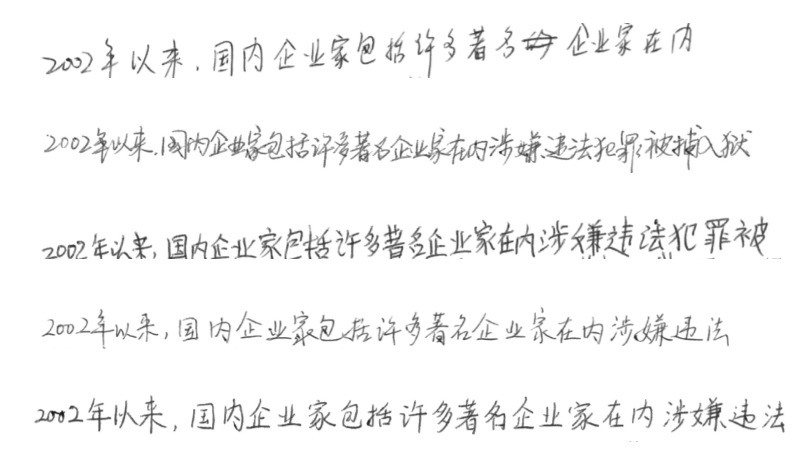 2002年以来,国内企业家包括许多著名企业家在内
2002年以来,国内企业家包括许多著名企业家在内涉嫌违法犯罪被捕入狱
2002年以来,国内企业家包括许多著名企业家在内涉嫌违法犯罪被
2002年以来,国内企业家包括许多著名企业家在内涉嫌违法
2002年以来,国内企业家包括许多著名企业家在内涉嫌违法